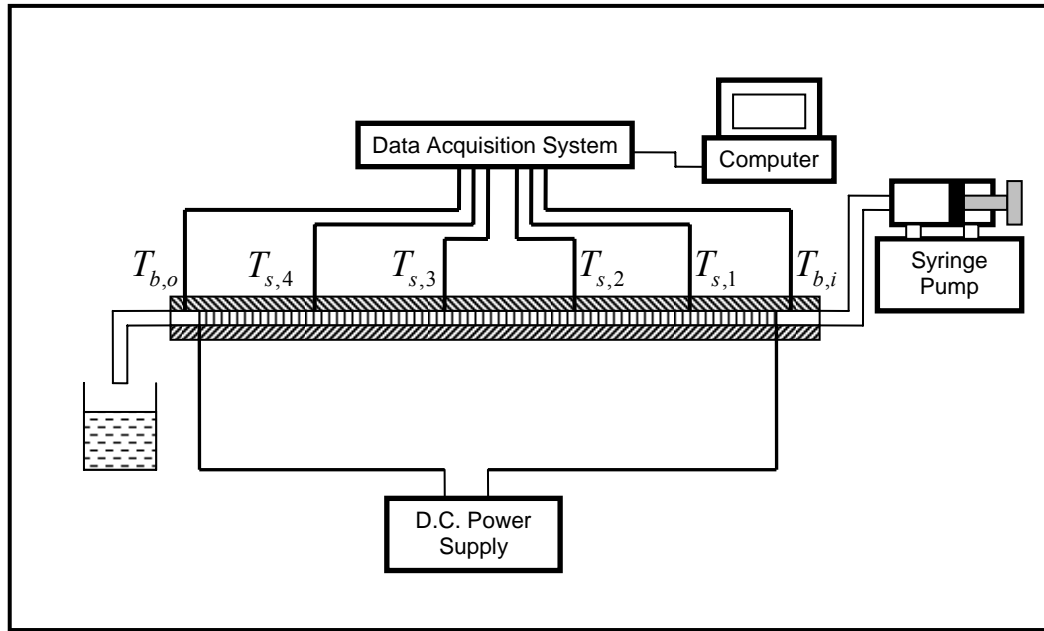 Data Acquisition System
Computer
T_{b,o}
T_{s,4}
T_{s,3}
T_{s,2}
T_{s,1}
T_{b,i}
Syringe
Pump
D.C. Power
Supply